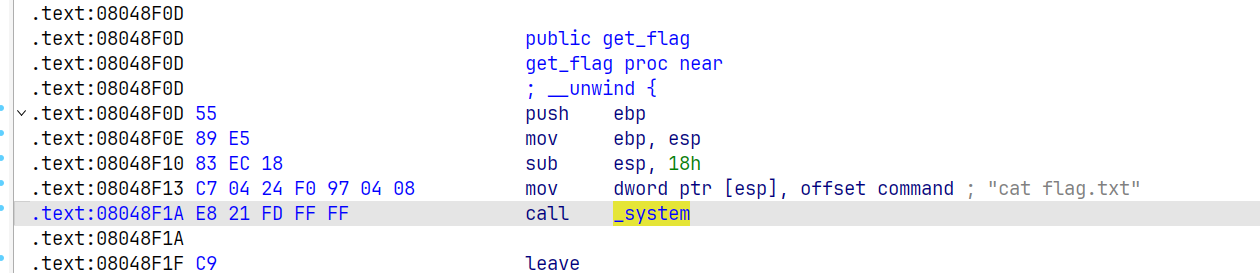 .text:08048F0D
.text:08048F0D public get_flag
.text:08048F0D get_flag proc near
.text:08048F0D ; __unwind {
.text:08048F0D 55 push ebp
.text:08048F0E 89 E5 mov ebp, esp
.text:08048F10 83 EC 18 sub esp, 18h
.text:08048F13 C7 04 24 F0 97 04 08 mov dword ptr [esp], offset command ; "cat flag.txt"
.text:08048F1A E8 21 FD FF FF call _system
.text:08048F1A
.text:08048F1F C9 leave